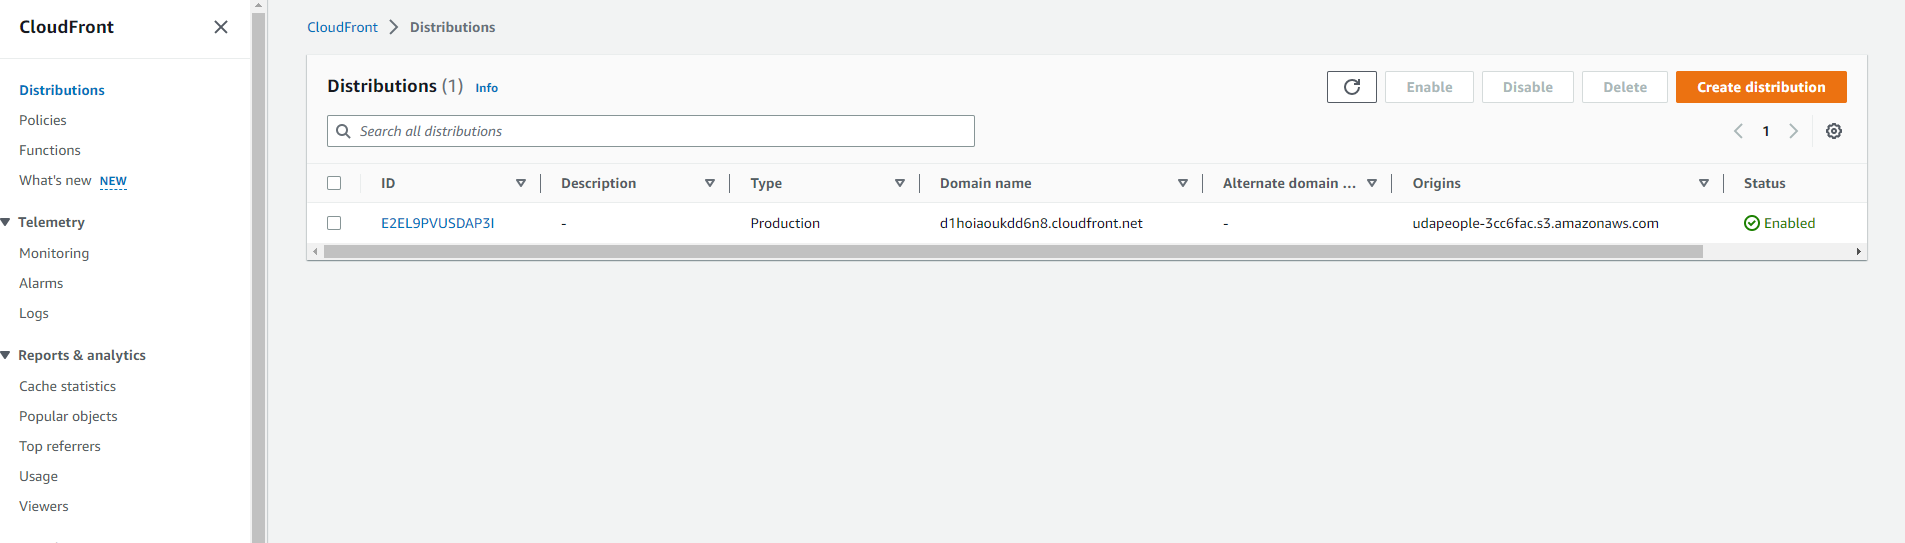 CloudFront
Distributions
Policies
Functions
What's new NEW
Telemetry
Monitoring
Alarms
Logs
Reports & analytics
Cache statistics
Popular objects
Top referrers
Usage
Viewers
CloudFront Distributions
Distributions (1) Info
Enable Disable Delete Create distribution
Search all distributions
1
ID Description Type Domain name Alternate domain ... Origins Status
E2EL9PVUSDAP3I - Production d1hoiaoukdd6n8.cloudfront.net - udapeople-3cc6fac.s3.amazonaws.com Enabled